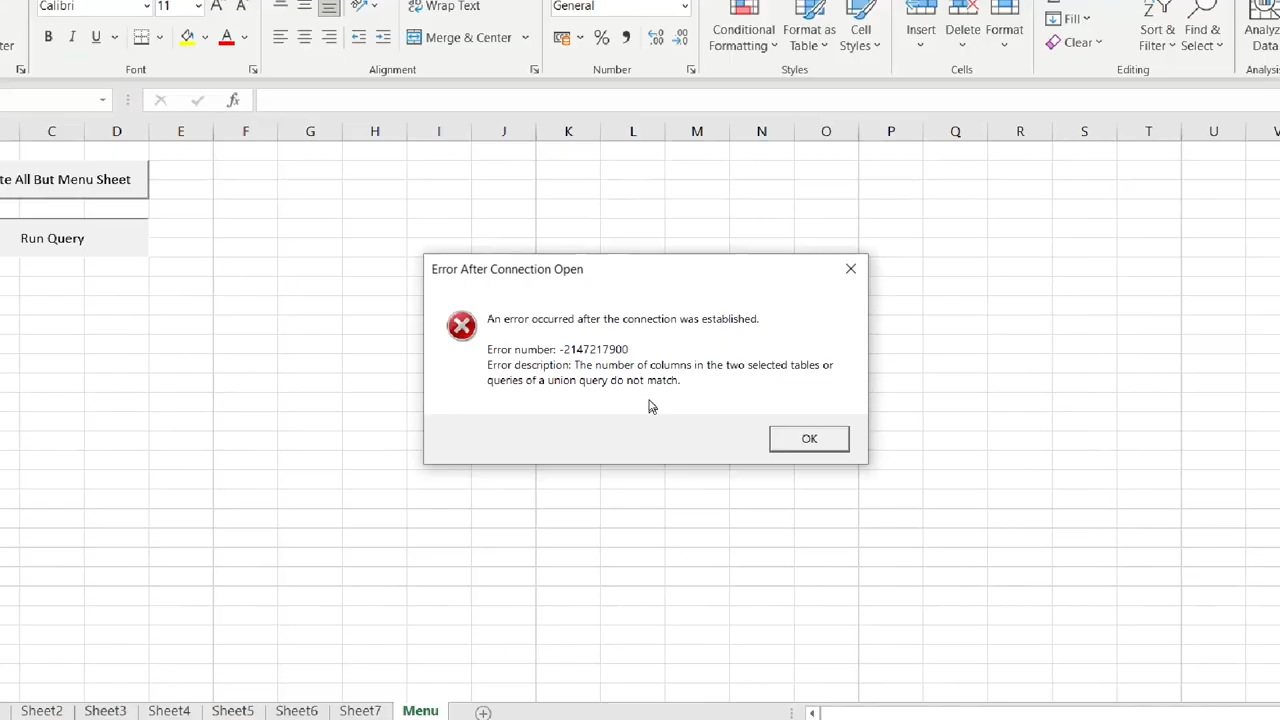 Calibri 11 A A Wrap Text General
ter B I U A Merge & Center % , Conditional Formatting Format as Table Cell Styles Insert Delete Format Fill Clear Sort & Filter Find & Select Analyze Data
Font Alignment Number Styles Cells Editing Analysis
fx
C D E F G H I J K L M N O P Q R S T U V
te All But Menu Sheet
Run Query
Error After Connection Open
An error occurred after the connection was established.
Error number: -2147217900
Error description: The number of columns in the two selected tables or
queries of a union query do not match.
OK
Sheet2 Sheet3 Sheet4 Sheet5 Sheet6 Sheet7 Menu